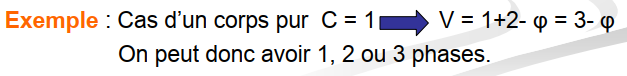 Exemple : Cas d’un corps pur C = 1 V = 1+2- φ = 3- φ
On peut donc avoir 1, 2 ou 3 phases.